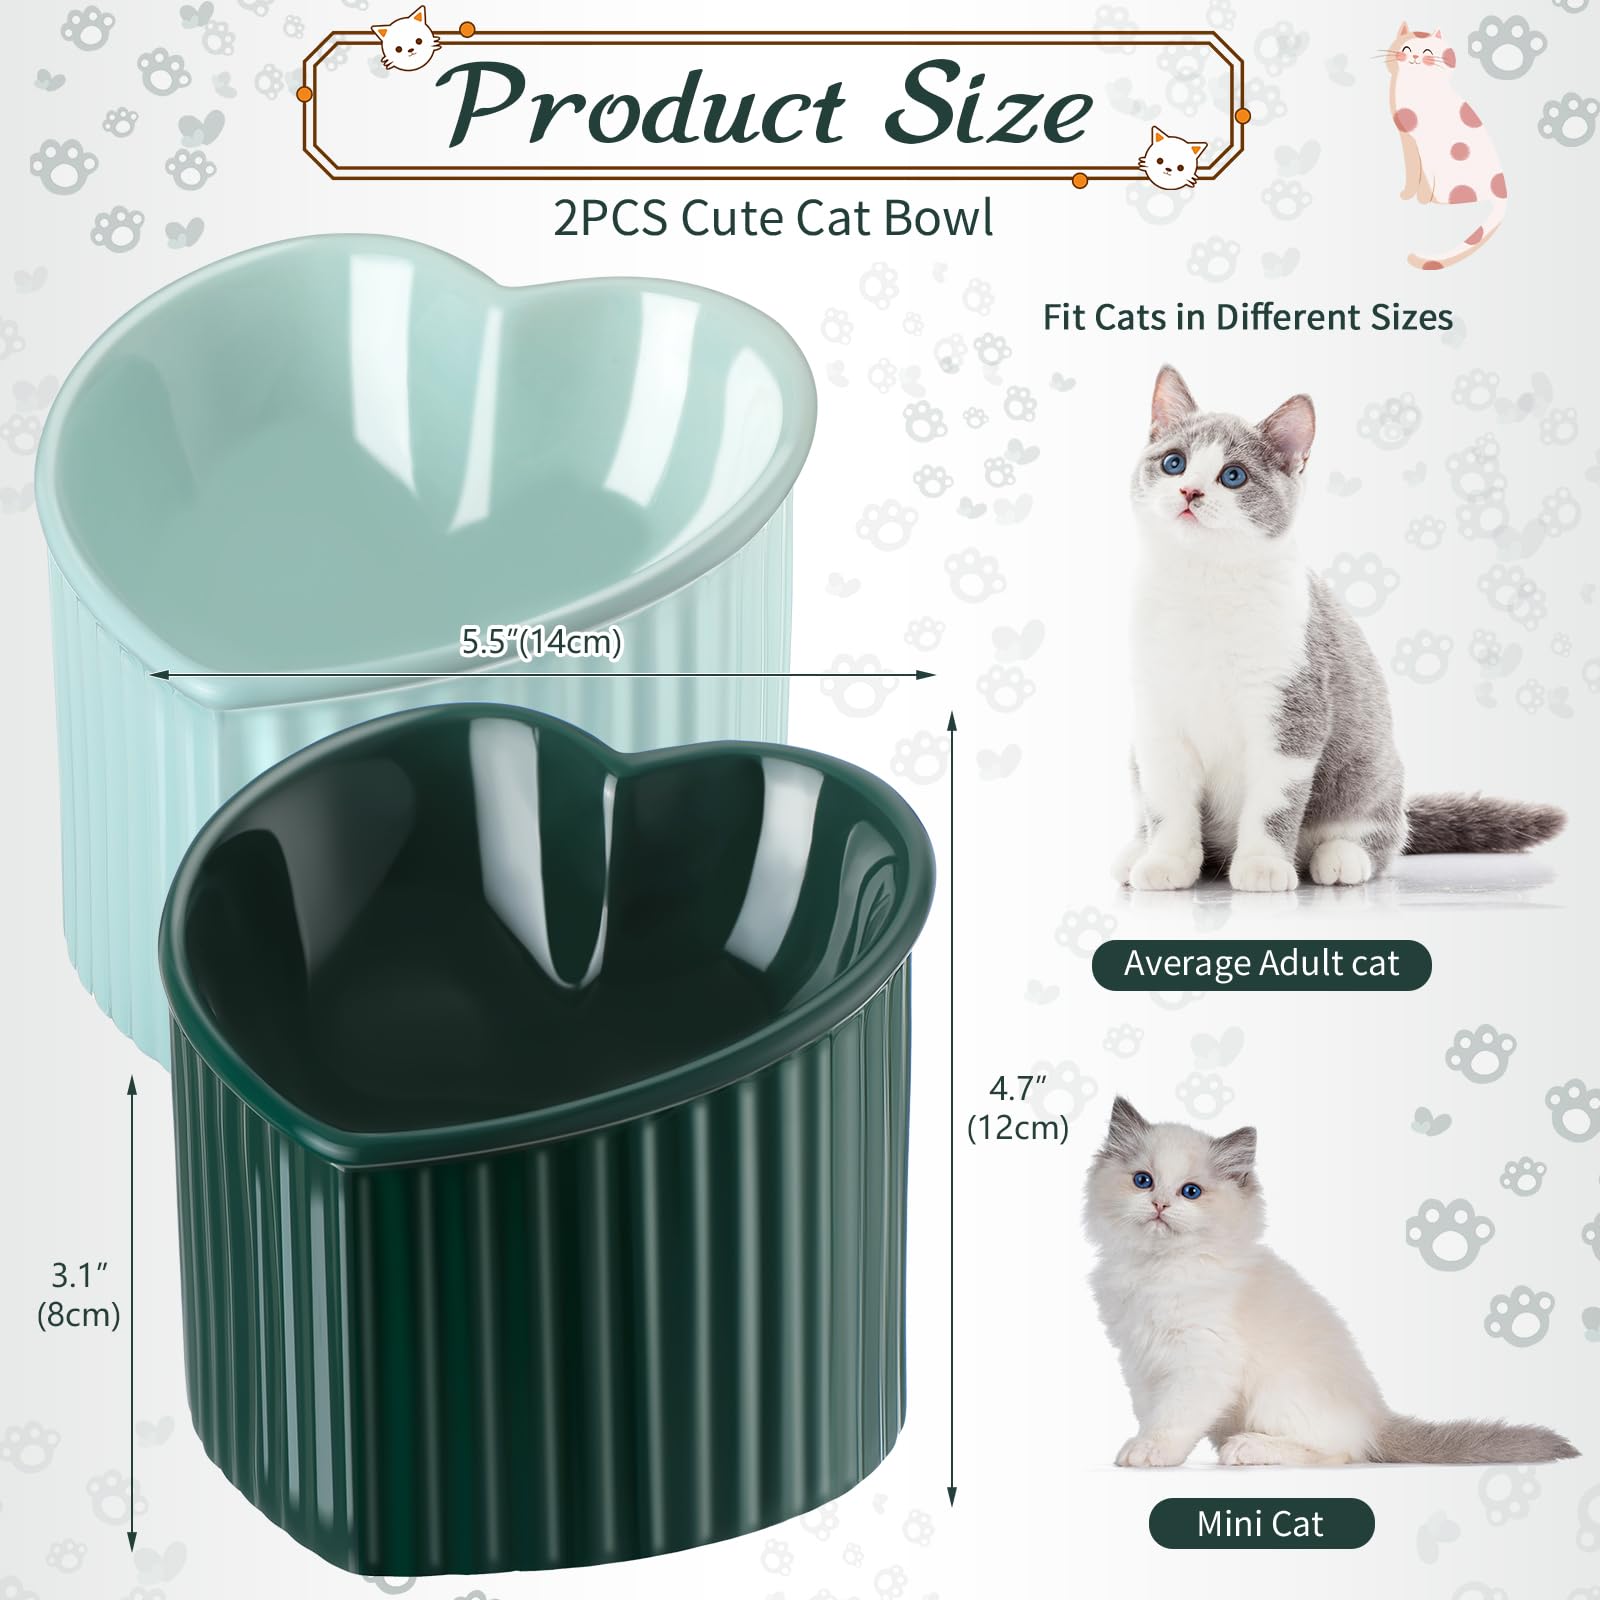 Product Size
2PCS Cute Cat Bowl
Fit Cats in Different Sizes
5.5”(14cm)
Average Adult cat
4.7”
(12cm)
3.1”
(8cm)
Mini Cat